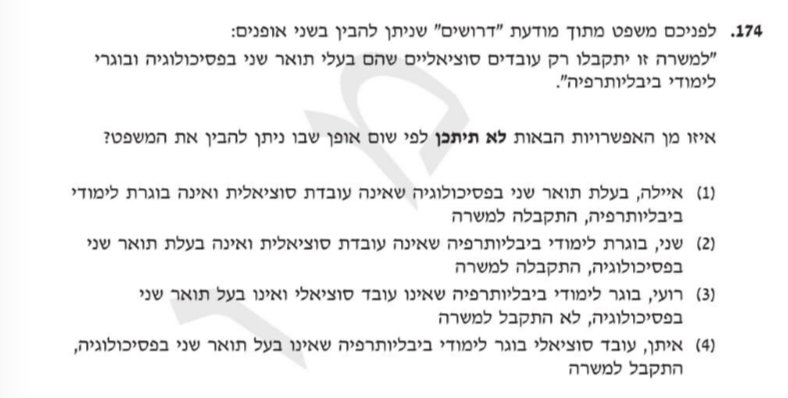 174. לפניכם משפט מתוך מודעת "דרושים" שניתן להבין בשני אופנים:
"למשרה זו יתקבלו רק עובדים סוציאליים שהם בעלי תואר שני בפסיכולוגיה ובוגרי
לימודי ביבליותרפיה".
איזו מן האפשרויות הבאות לא תיתכן לפי שום אופן שבו ניתן להבין את המשפט?
(1) איילה, בעלת תואר שני בפסיכולוגיה שאינה עובדת סוציאלית ואינה בוגרת לימודי
ביבליותרפיה, התקבלה למשרה
(2) שני, בוגרת לימודי ביבליותרפיה שאינה עובדת סוציאלית ואינה בעלת תואר שני
בפסיכולוגיה, התקבלה למשרה
(3) רועי, בוגר לימודי ביבליותרפיה שאינו עובד סוציאלי ואינו בעל תואר שני
בפסיכולוגיה, לא התקבל למשרה
(4) איתן, עובד סוציאלי בוגר לימודי ביבליותרפיה שאינו בעל תואר שני בפסיכולוגיה,
התקבל למשרה